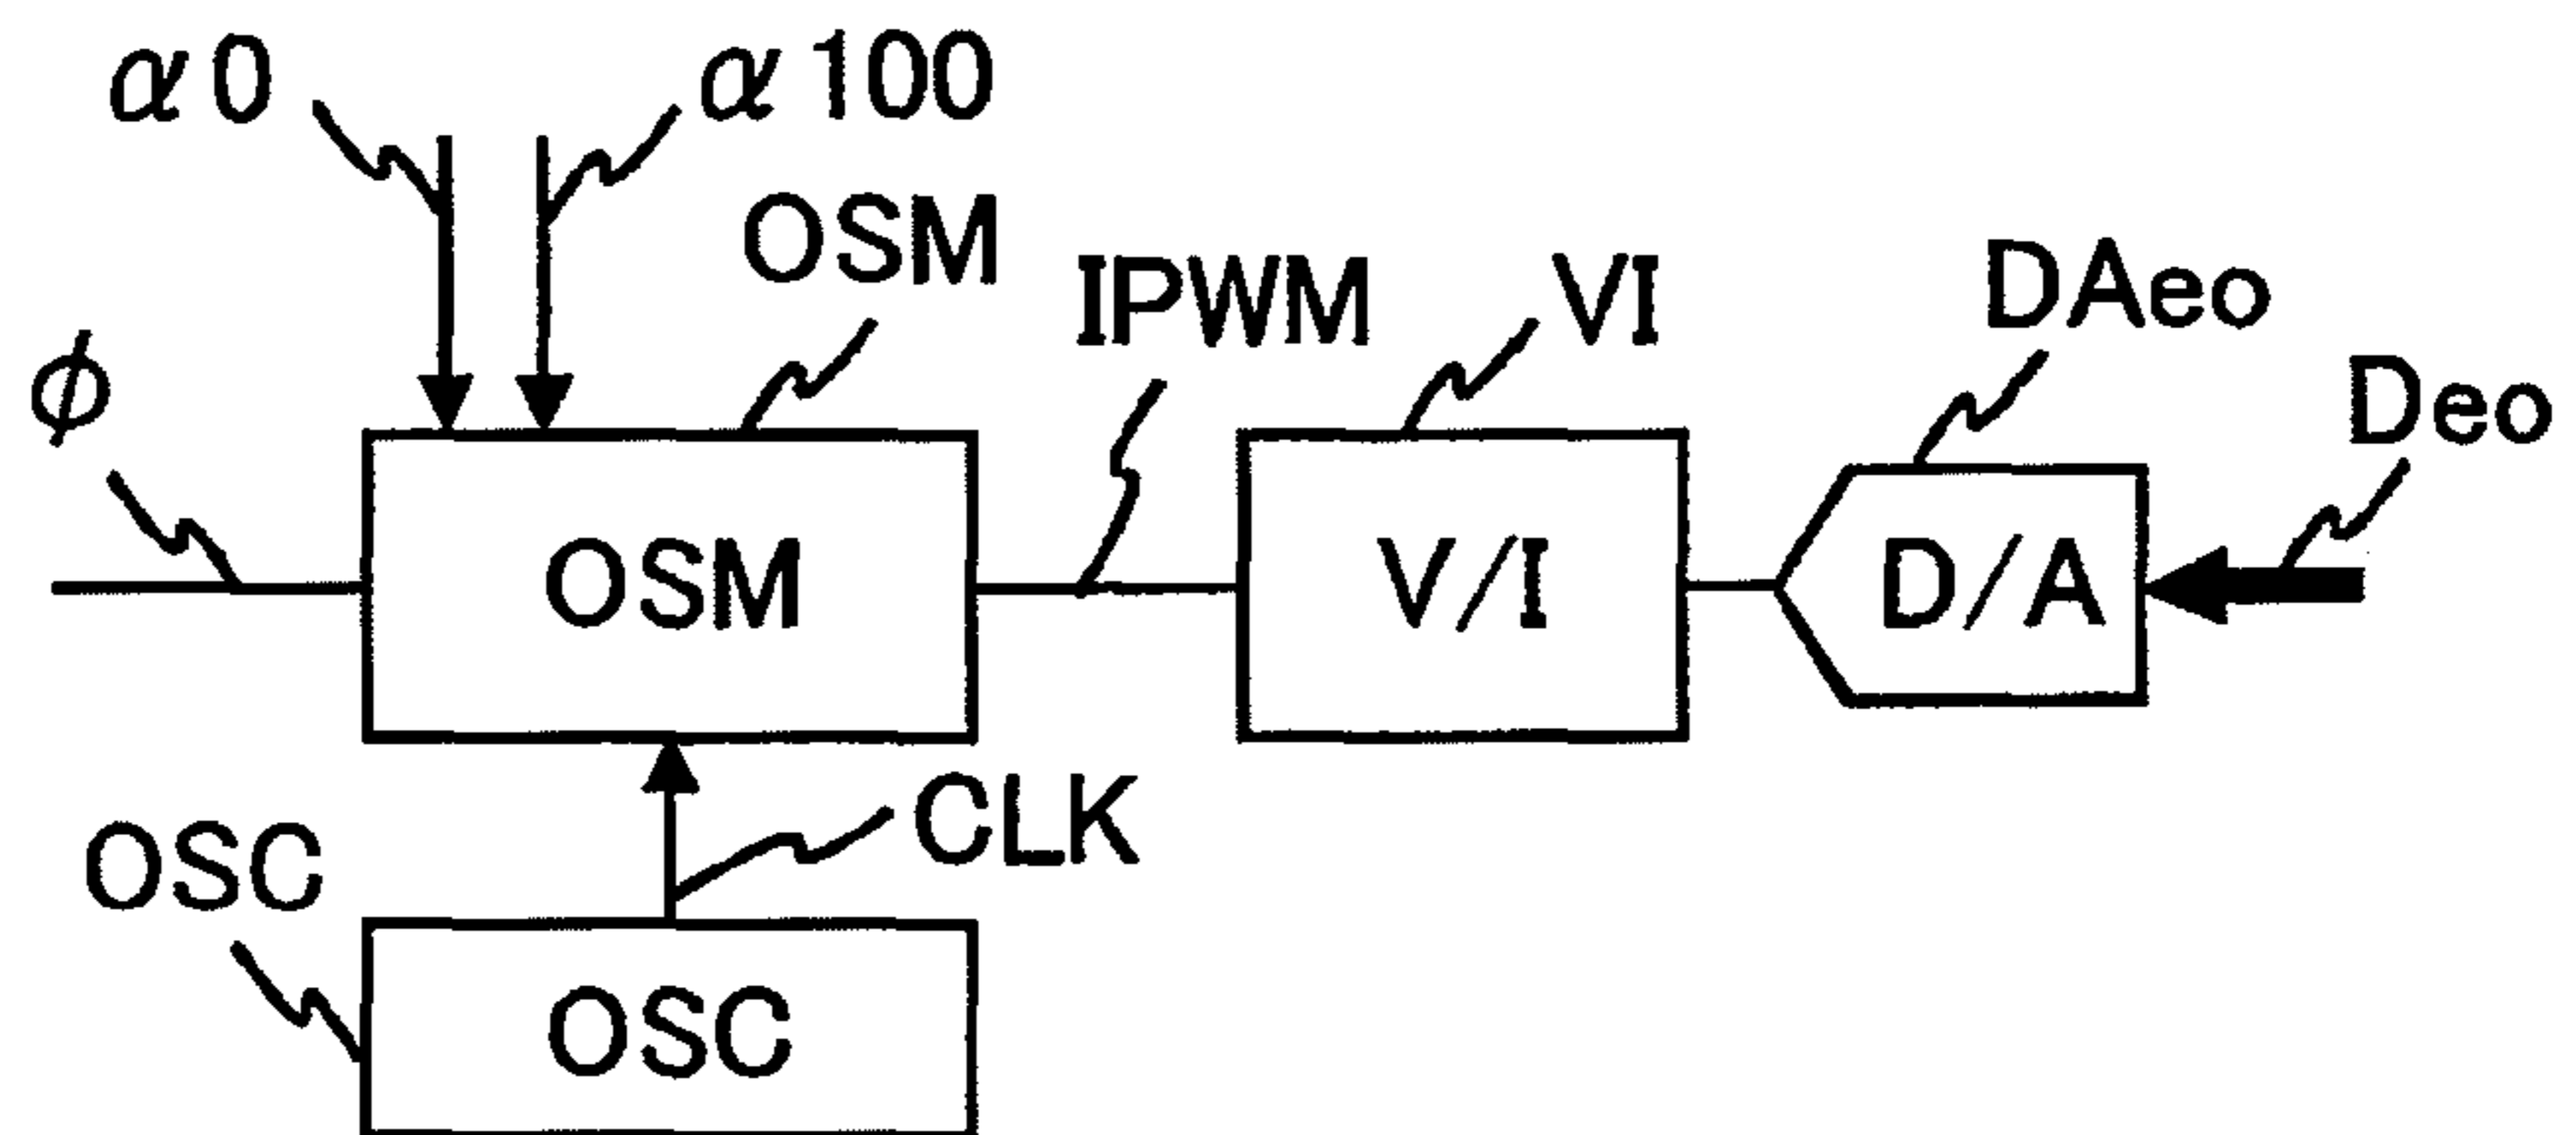 α0
α100
OSM
IPWM
VI
DAeo
Deo
ϕ
OSM
V/I
D/A
CLK
OSC
OSC